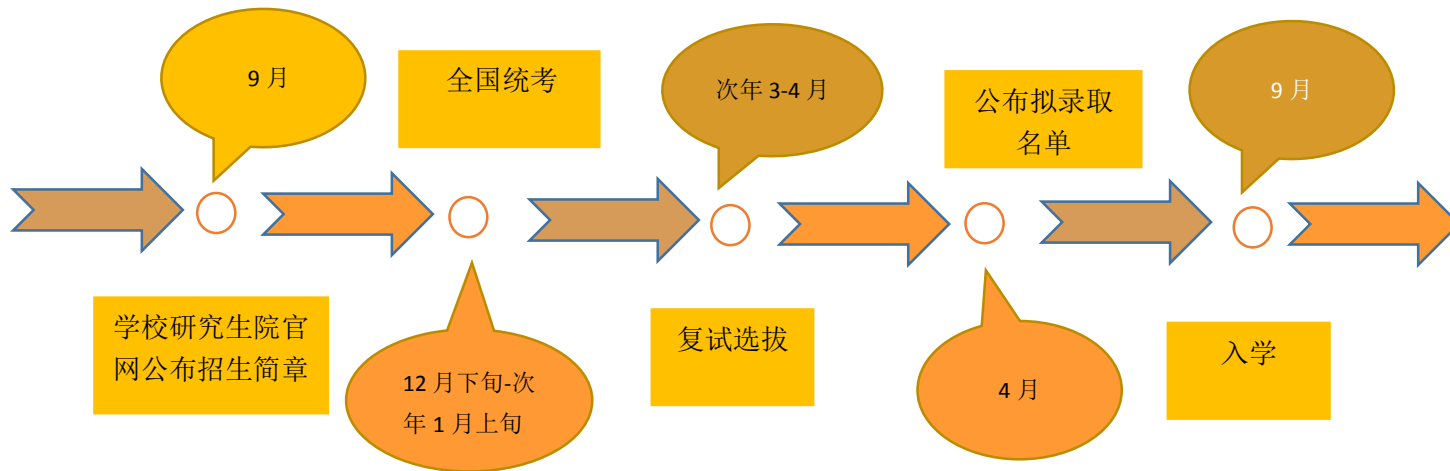 9 月
学校研究生院官
网公布招生简章
全国统考
12 月下旬-次
年 1 月上旬
次年 3-4 月
复试选拔
公布拟录取
名单
4 月
9 月
入学